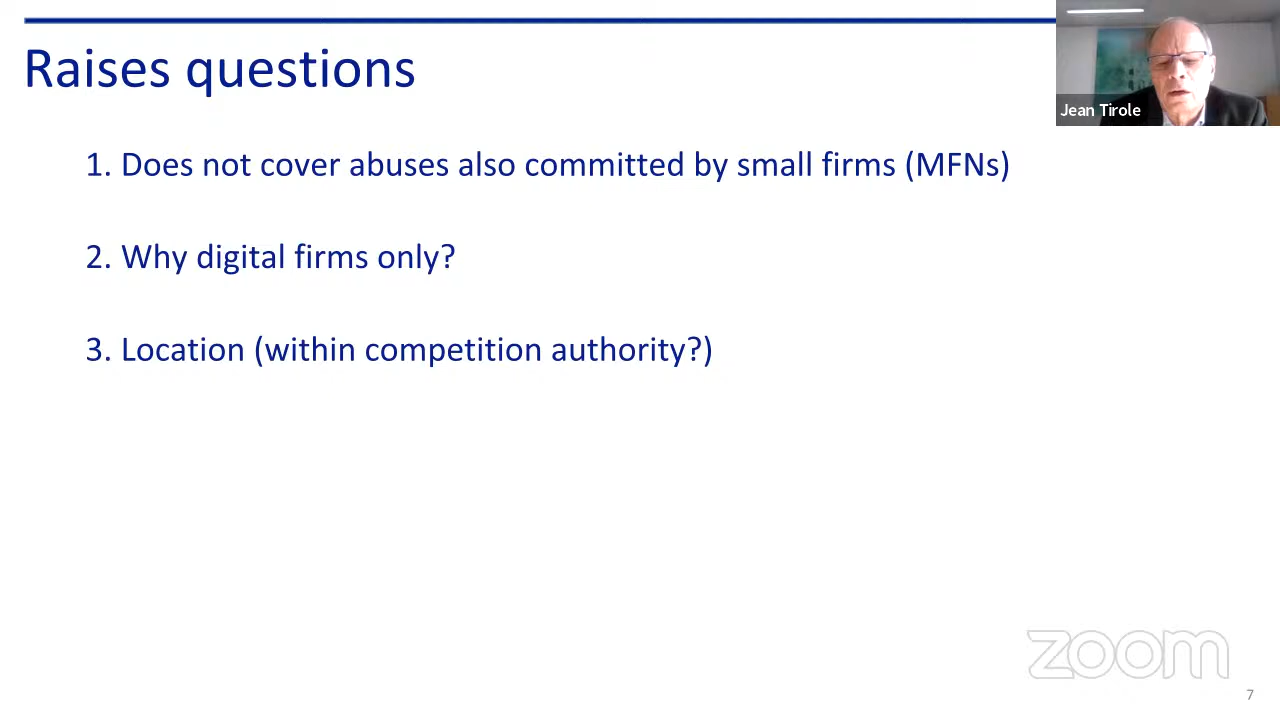 Raises questions
Jean Tirole
1. Does not cover abuses also committed by small firms (MFNs)
2. Why digital firms only?
3. Location (within competition authority?)
zoom
7